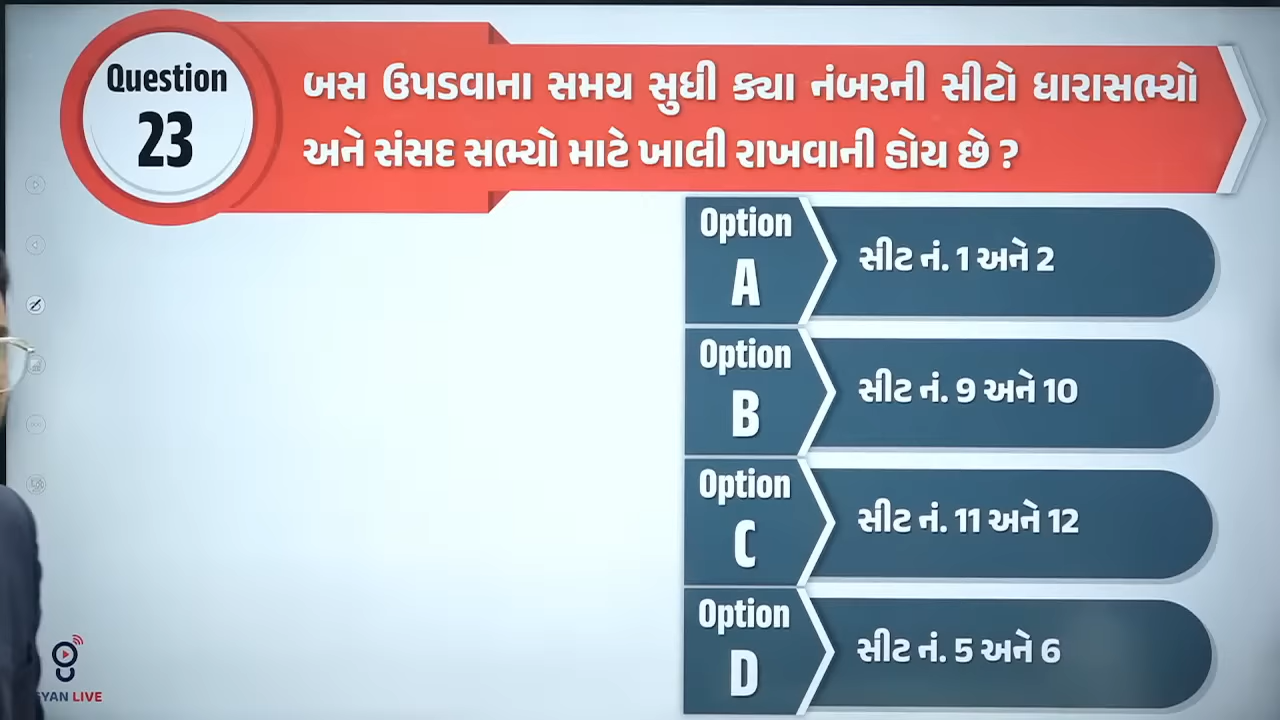 Question
23
બસ ઉપડવાના સમય સુધી ક્યા નંબરની સીટો ધારાસભ્યો
અને સંસદ સભ્યો માટે ખાલી રાખવાની હોય છે ?
Option
A
સીટ નં. 1 અને 2
Option
B
સીટ નં. 9 અને 10
Option
C
સીટ નં. 11 અને 12
Option
D
સીટ નં. 5 અને 6
GYAN LIVE